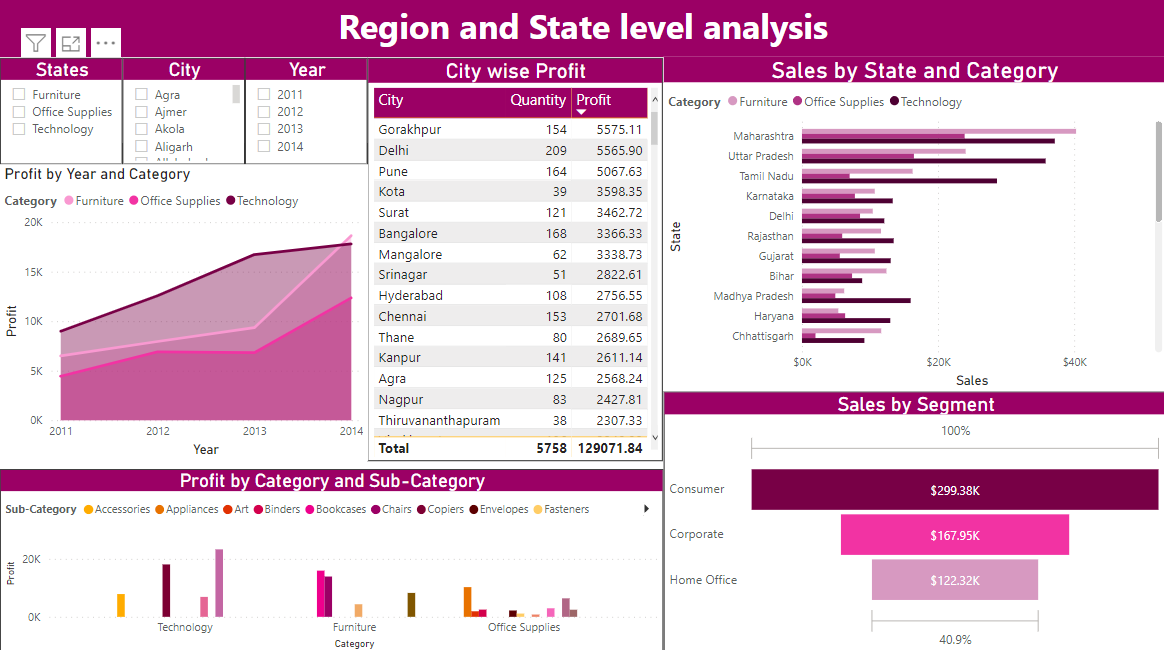 Region and State level analysis
States
Furniture
Office Supplies
Technology
City
Agra
Ajmer
Akola
Aligarh
Year
2011
2012
2013
2014
City wise Profit
City Quantity Profit
Gorakhpur 154 5575.11
Delhi 209 5565.90
Pune 164 5067.63
Kota 39 3598.35
Surat 121 3462.72
Bangalore 168 3366.33
Mangalore 62 3338.73
Srinagar 51 2822.61
Hyderabad 108 2756.55
Chennai 153 2701.68
Thane 80 2689.65
Kanpur 141 2611.14
Agra 125 2568.24
Nagpur 83 2427.81
Thiruvananthapuram 38 2307.33
Total 5758 129071.84
Sales by State and Category
Category Furniture Office Supplies Technology
State
Maharashtra
Uttar Pradesh
Tamil Nadu
Karnataka
Delhi
Rajasthan
Gujarat
Bihar
Madhya Pradesh
Haryana
Chhattisgarh
$0K $20K $40K
Sales
Profit by Year and Category
Category Furniture Office Supplies Technology
Profit
20K
15K
10K
5K
0K
2011 2012 2013 2014
Year
Profit by Category and Sub-Category
Sub-Category Accessories Appliances Art Binders Bookcases Chairs Copiers Envelopes Fasteners
Profit
20K
0K
Technology Furniture Office Supplies
Category
Sales by Segment
100%
Consumer $299.38K
Corporate $167.95K
Home Office $122.32K
40.9%